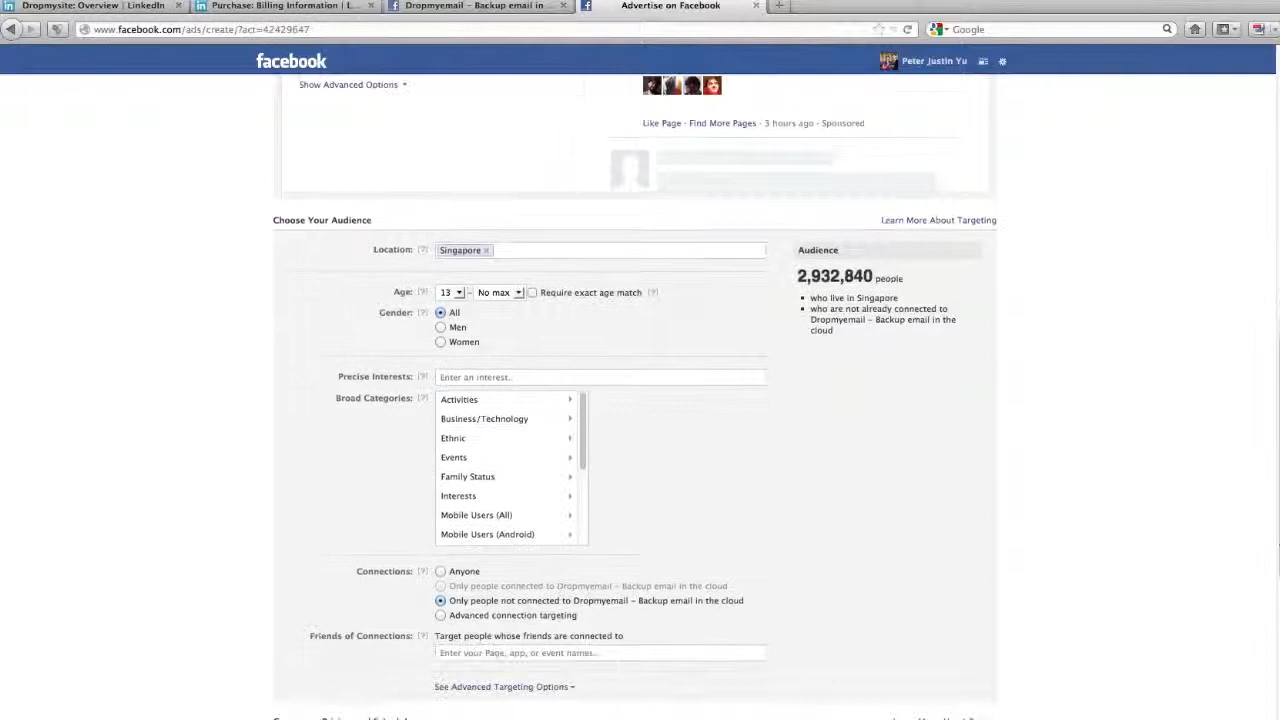 Dropmysite: Overview | LinkedIn
Purchase: Billing Information | L...
Dropmyemail – Backup email in ...
Advertise on Facebook
www.facebook.com/ads/create/?act=42429647
Google
facebook
Peter Justin Yu
Show Advanced Options
Like Page · Find More Pages · 3 hours ago · Sponsored
Choose Your Audience
Learn More About Targeting
Location: [?]
Singapore
Audience
2,932,840 people
who live in Singapore
who are not already connected to
Dropmyemail – Backup email in the
cloud
Age: [?]
13 – No max
Require exact age match [?]
Gender: [?]
All
Men
Women
Precise Interests: [?]
Enter an interest..
Broad Categories: [?]
Activities
Business/Technology
Ethnic
Events
Family Status
Interests
Mobile Users (All)
Mobile Users (Android)
Connections: [?]
Anyone
Only people connected to Dropmyemail – Backup email in the cloud
Only people not connected to Dropmyemail – Backup email in the cloud
Advanced connection targeting
Friends of Connections: [?]
Target people whose friends are connected to
Enter your Page, app, or event names..
See Advanced Targeting Options